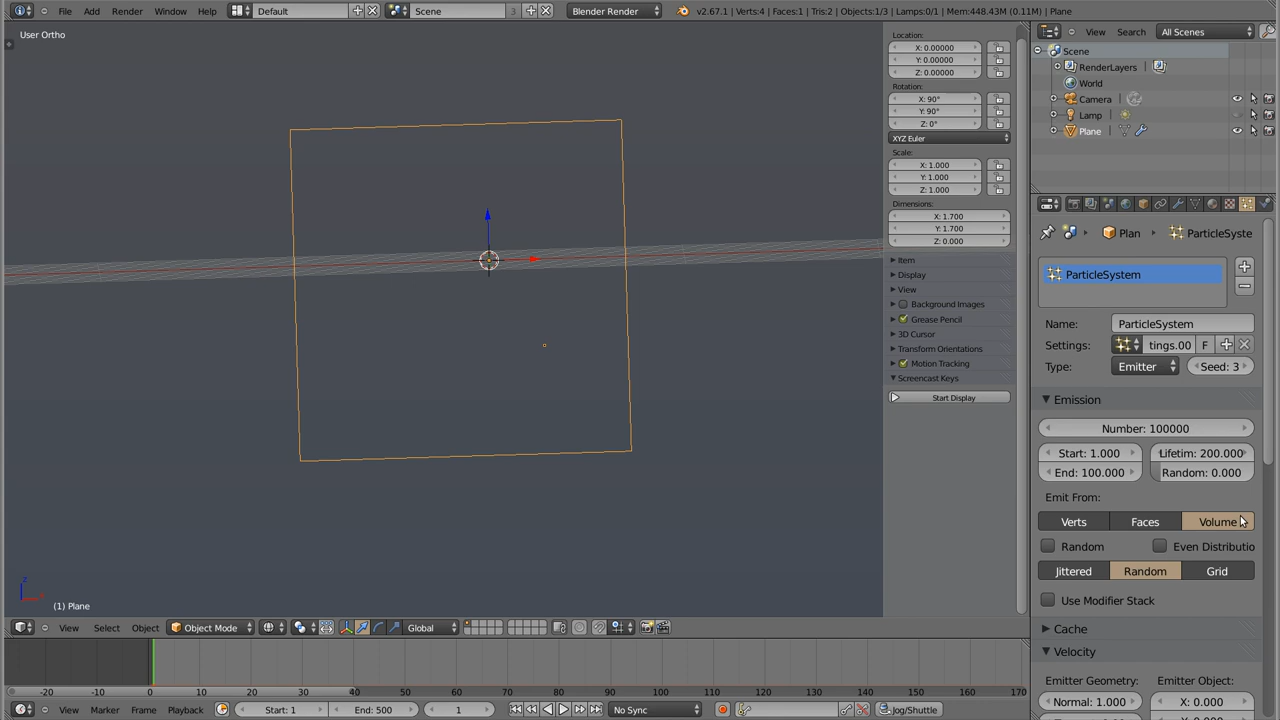 File Add Render Window Help Default Scene 3 Blender Render v2.67.1 | Verts:4 | Faces:1 | Tris:2 | Objects:1/3 | Lamps:0/1 | Mem:448.43M (0.11M) | Plane
User Ortho
Location:
X: 0.00000
Y: 0.00000
Z: 0.00000
Rotation:
X: 90°
Y: 90°
Z: 0°
XYZ Euler
Scale:
X: 1.000
Y: 1.000
Z: 1.000
Dimensions:
X: 1.700
Y: 1.700
Z: 0.000
Item
Display
View
Background Images
Grease Pencil
3D Cursor
Transform Orientations
Motion Tracking
Screencast Keys
Start Display
View Search All Scenes
Scene
RenderLayers
World
Camera
Lamp
Plane
Plan ParticleSyste
ParticleSystem
Name: ParticleSystem
Settings: tings.00 F
Type: Emitter Seed: 3
Emission
Number: 100000
Start: 1.000 Lifetim: 200.000
End: 100.000 Random: 0.000
Emit From:
Verts Faces Volume
Random Even Distributio
Jittered Random Grid
Use Modifier Stack
Cache
Velocity
Emitter Geometry: Emitter Object:
Normal: 1.000 X: 0.000
z
(1) Plane
View Select Object Object Mode Global
-20 -10 0 10 20 30 40 50 60 70 80 90 100 110 120 130 140 150 160 170
View Marker Frame Playback Start: 1 End: 500 1 No Sync Jog/Shuttle